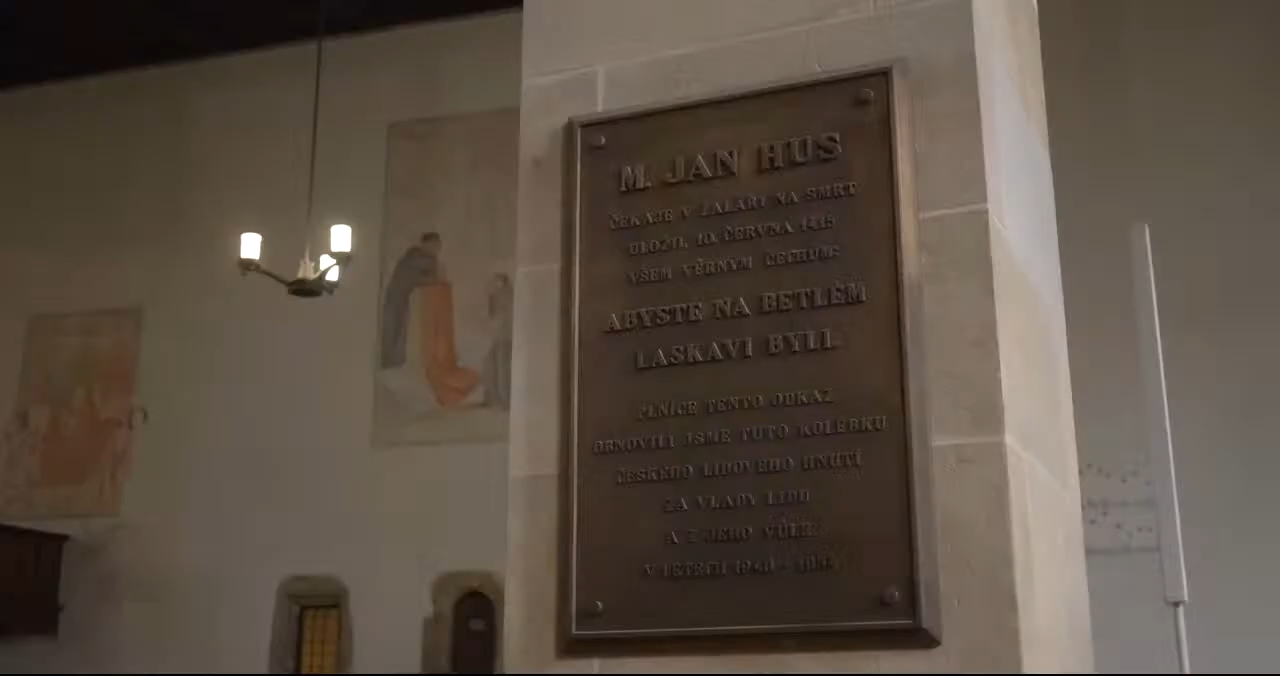 M. JAN HUS
ČEKAJE V ŽALÁŘI NA SMRT
ULOŽIL 10. ČERVNA 1415
VŠEM VĚRNÝM ČECHŮM:
ABYSTE NA BETLÉM
LASKAVI BYLI.
PLNÍCE TENTO ODKAZ
OBNOVILI JSME TUTO KOLÉBKU
ČESKÉHO LIDOVÉHO HNUTÍ
ZA VLÁDY LIDU
A Z JEHO VŮLE
V LETECH